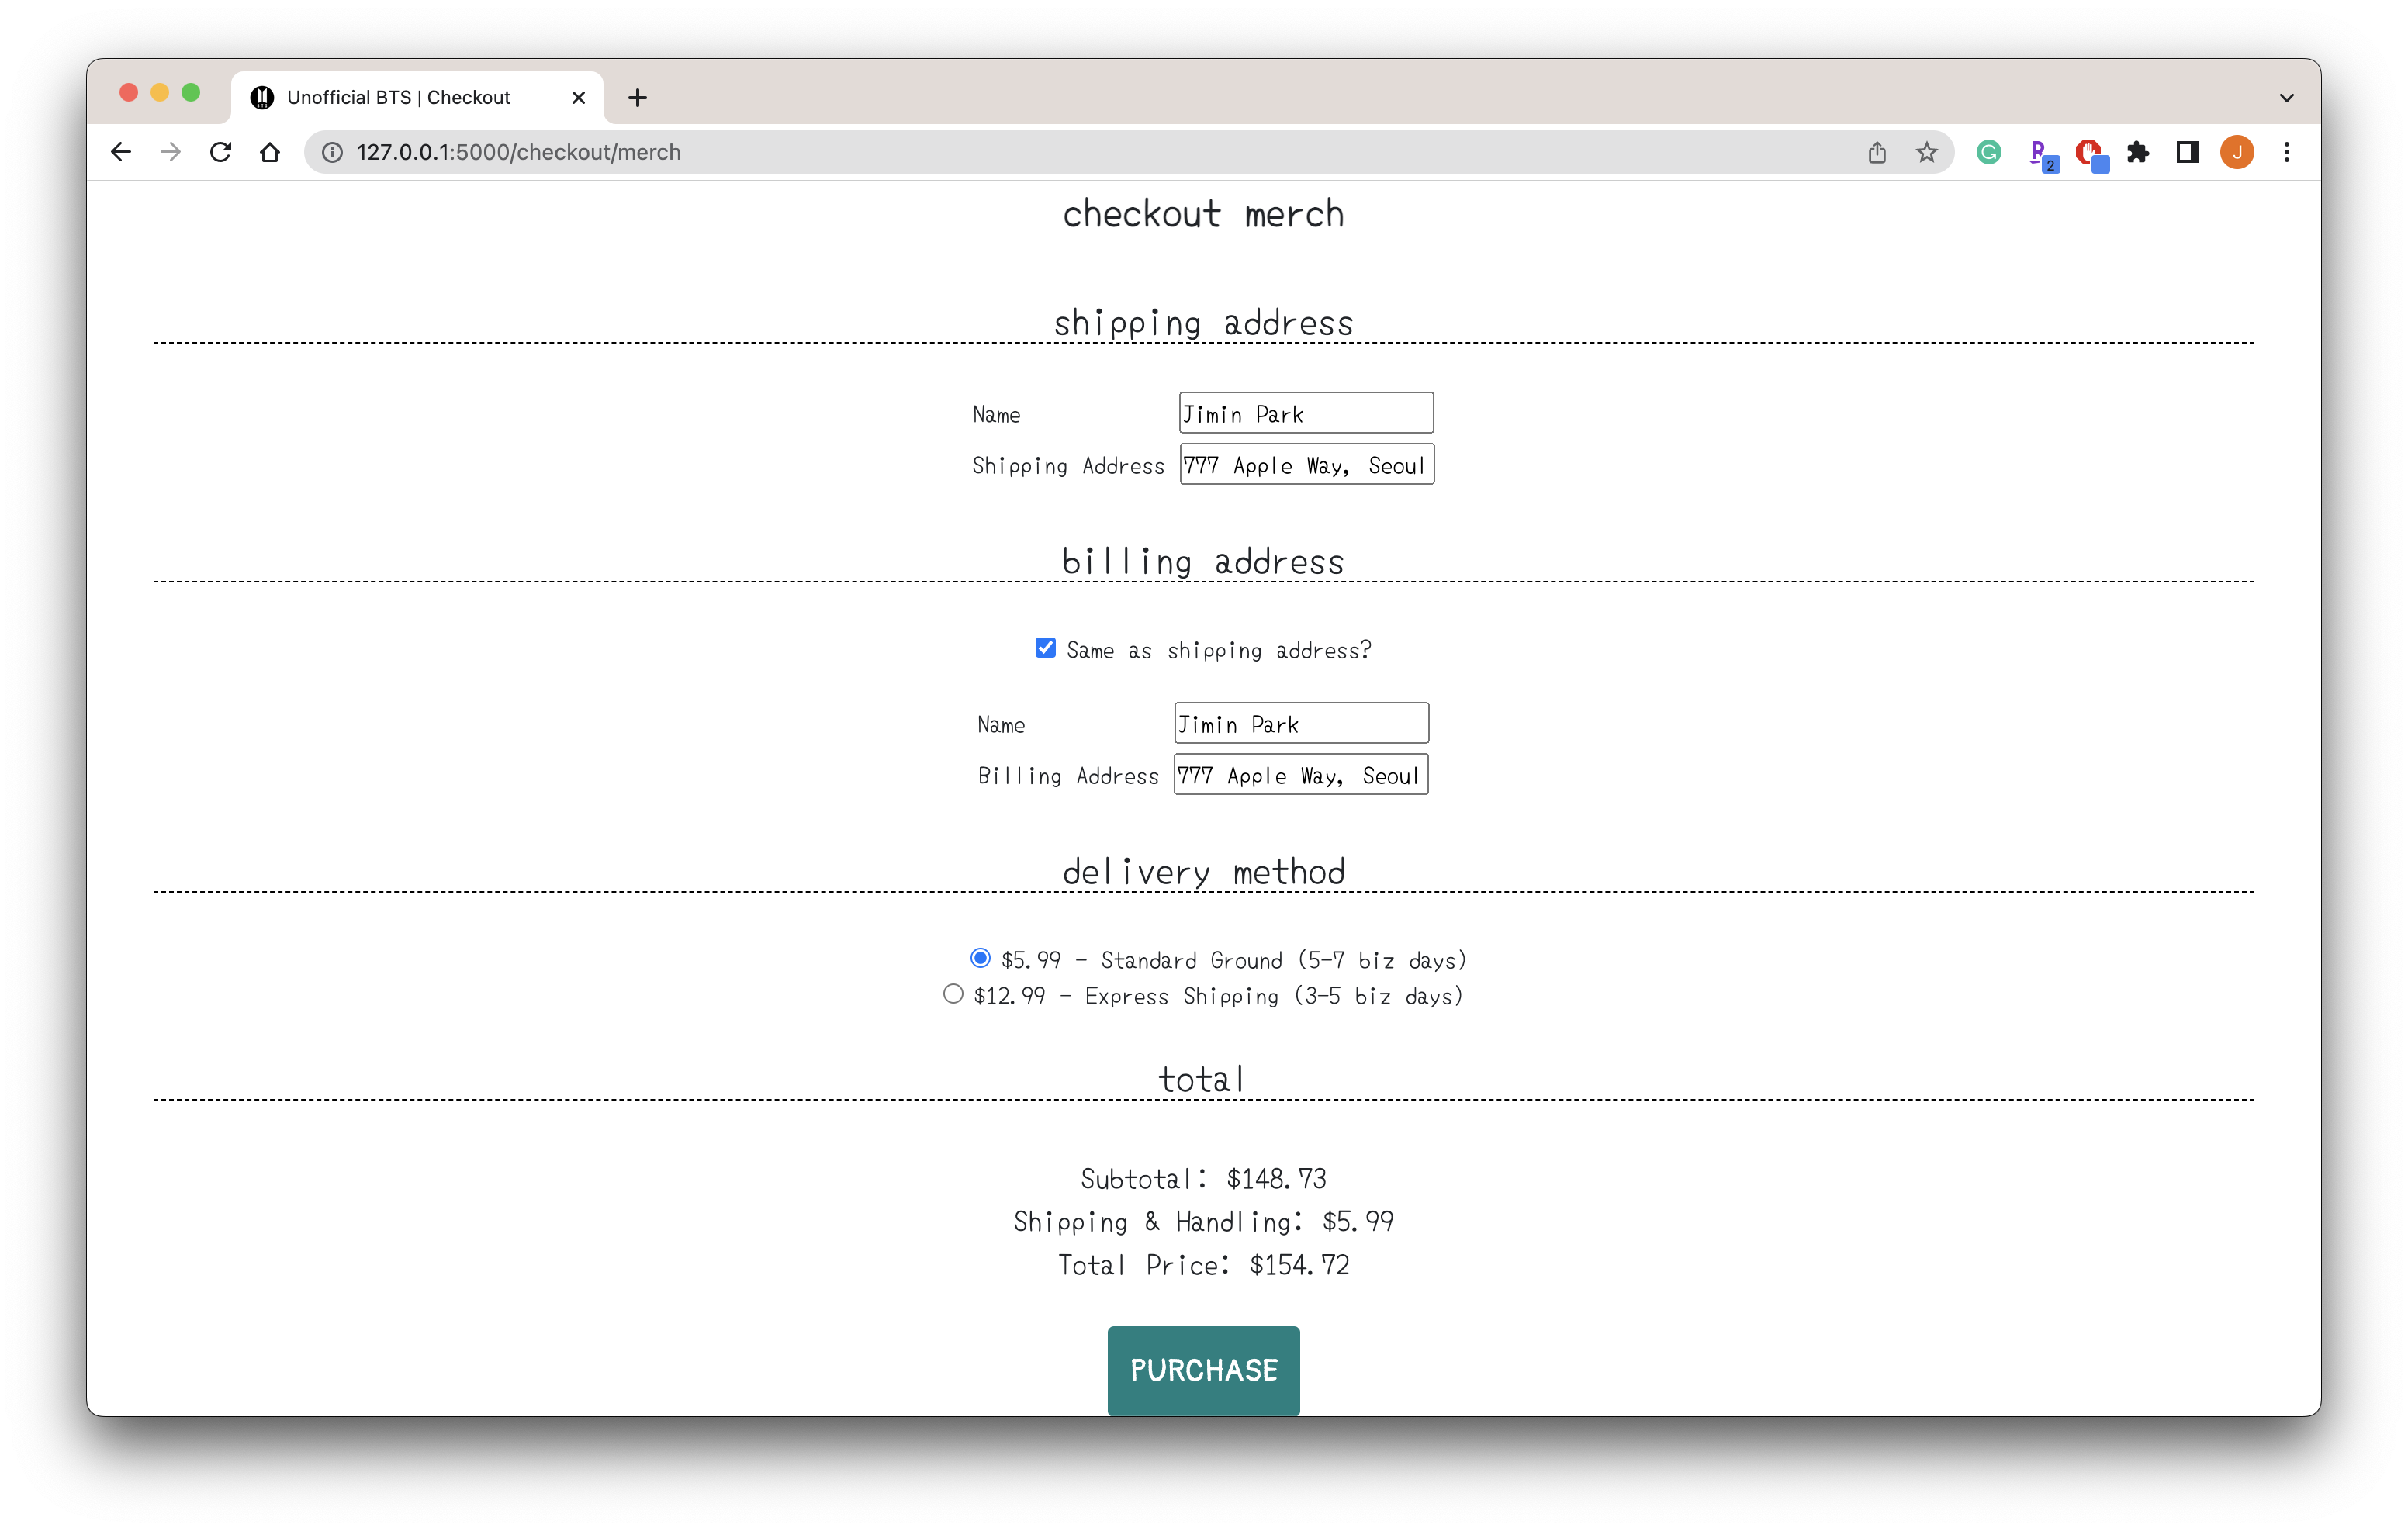 Unofficial BTS | Checkout
127.0.0.1:5000/checkout/merch
2
J
checkout merch
shipping address
Name Jimin Park
Shipping Address 777 Apple Way, Seoul
billing address
Same as shipping address?
Name Jimin Park
Billing Address 777 Apple Way, Seoul
delivery method
$5.99 - Standard Ground (5-7 biz days)
$12.99 - Express Shipping (3-5 biz days)
total
Subtotal: $148.73
Shipping & Handling: $5.99
Total Price: $154.72
PURCHASE